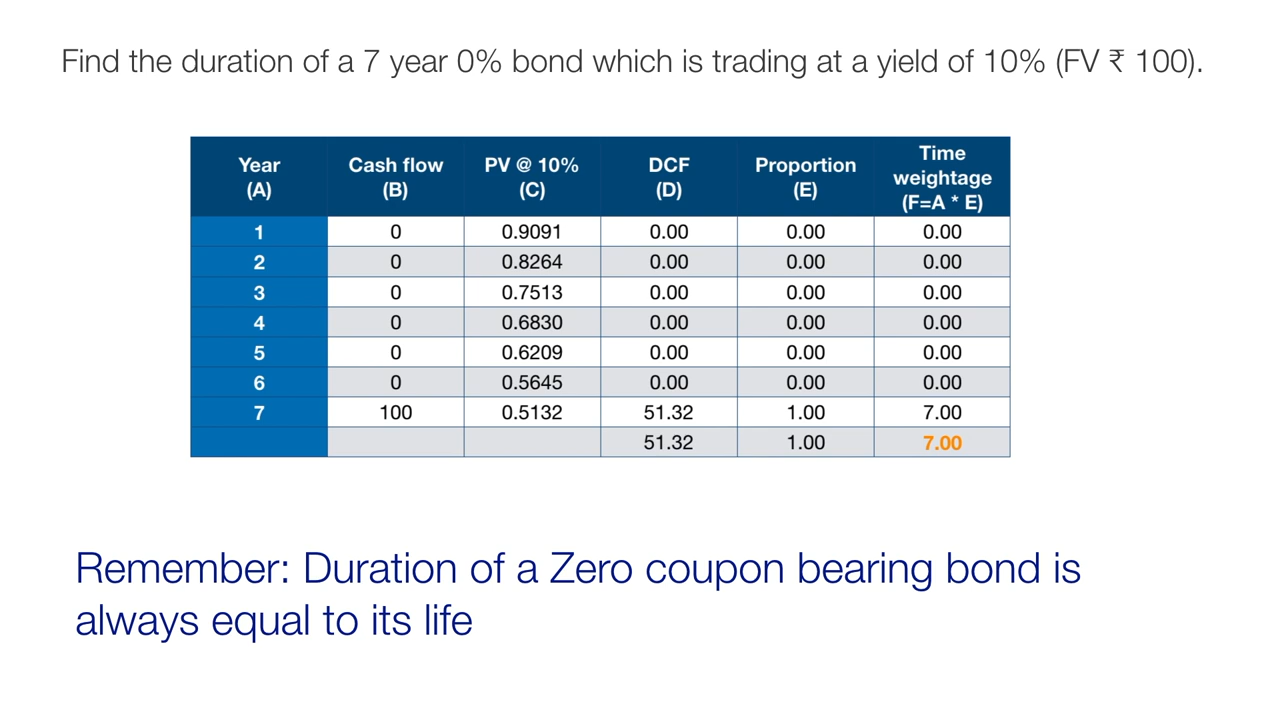 Find the duration of a 7 year 0% bond which is trading at a yield of 10% (FV ₹ 100).
Year (A) Cash flow (B) PV @ 10% (C) DCF (D) Proportion (E) Time weightage (F=A * E)
1 0 0.9091 0.00 0.00 0.00
2 0 0.8264 0.00 0.00 0.00
3 0 0.7513 0.00 0.00 0.00
4 0 0.6830 0.00 0.00 0.00
5 0 0.6209 0.00 0.00 0.00
6 0 0.5645 0.00 0.00 0.00
7 100 0.5132 51.32 1.00 7.00
51.32 1.00 7.00
Remember: Duration of a Zero coupon bearing bond is
always equal to its life